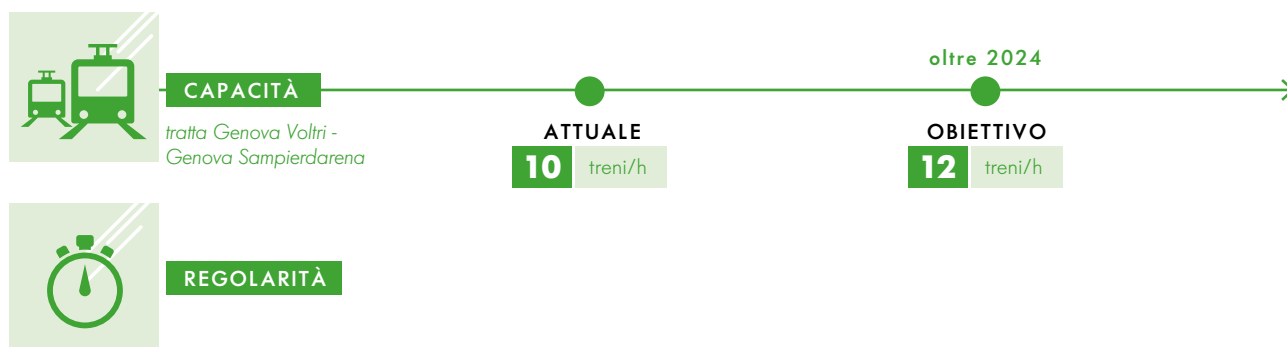 oltre 2024
CAPACITÀ
tratta Genova Voltri -
Genova Sampierdarena
ATTUALE
10 treni/h
OBIETTIVO
12 treni/h
REGOLARITÀ